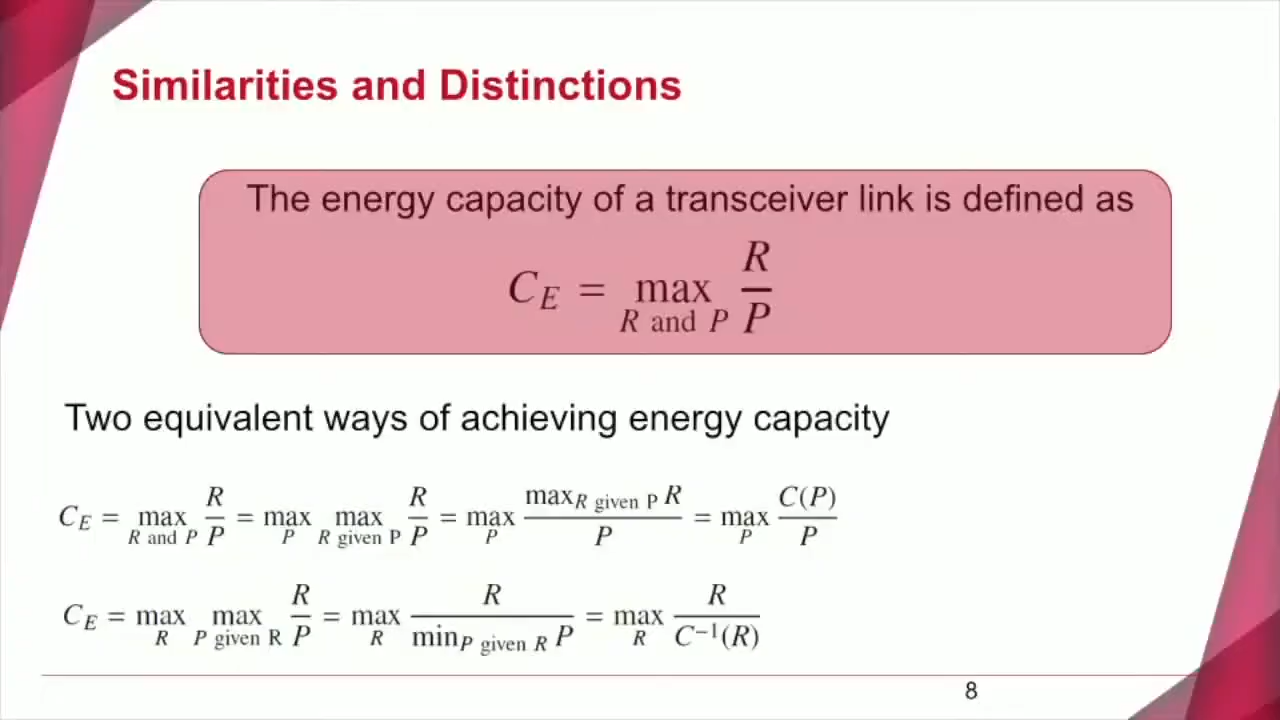 Similarities and Distinctions
The energy capacity of a transceiver link is defined as
C_E = max_{R and P} R/P
Two equivalent ways of achieving energy capacity
C_E = max_{R and P} R/P = max_P max_{R given P} R/P = max_P (max_{R given P} R)/P = max_P C(P)/P
C_E = max_R max_{P given R} R/P = max_R R/(min_{P given R} P) = max_R R/(C^{-1}(R))
8